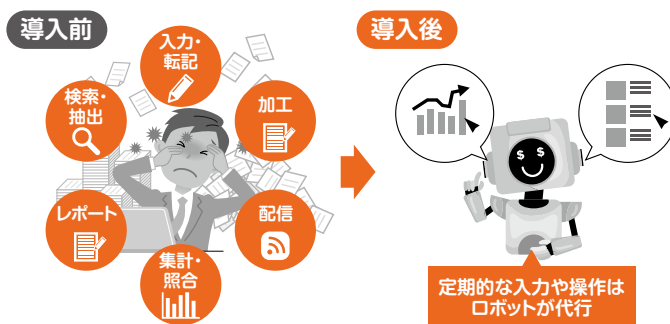 導入前
入力・
転記
検索・
抽出
加工
レポート
配信
集計・
照合
導入後
$ $
定期的な入力や操作は
ロボットが代行